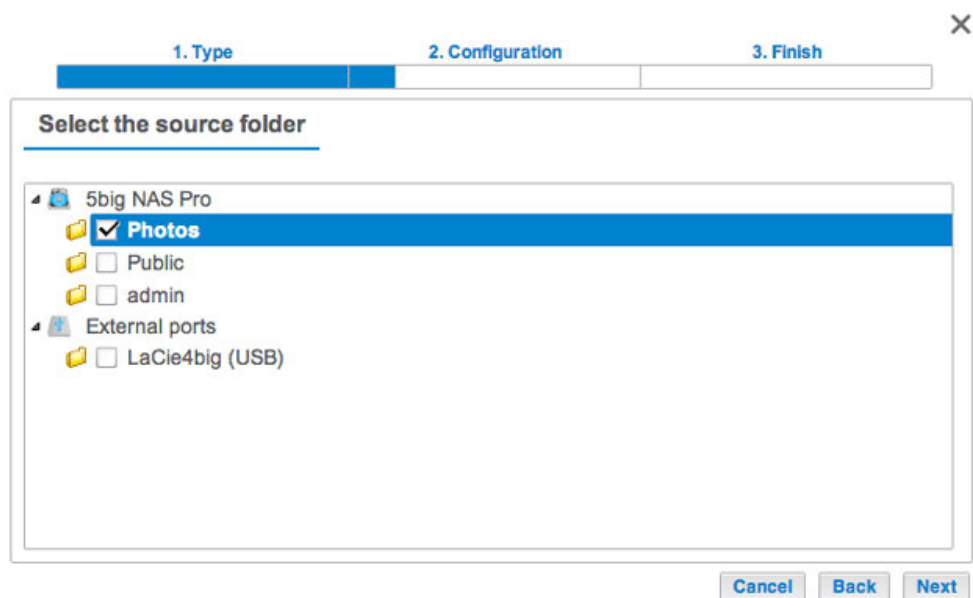 1. Type 2. Configuration 3. Finish
Select the source folder
5big NAS Pro
Photos
Public
admin
External ports
LaCie4big (USB)
Cancel Back Next